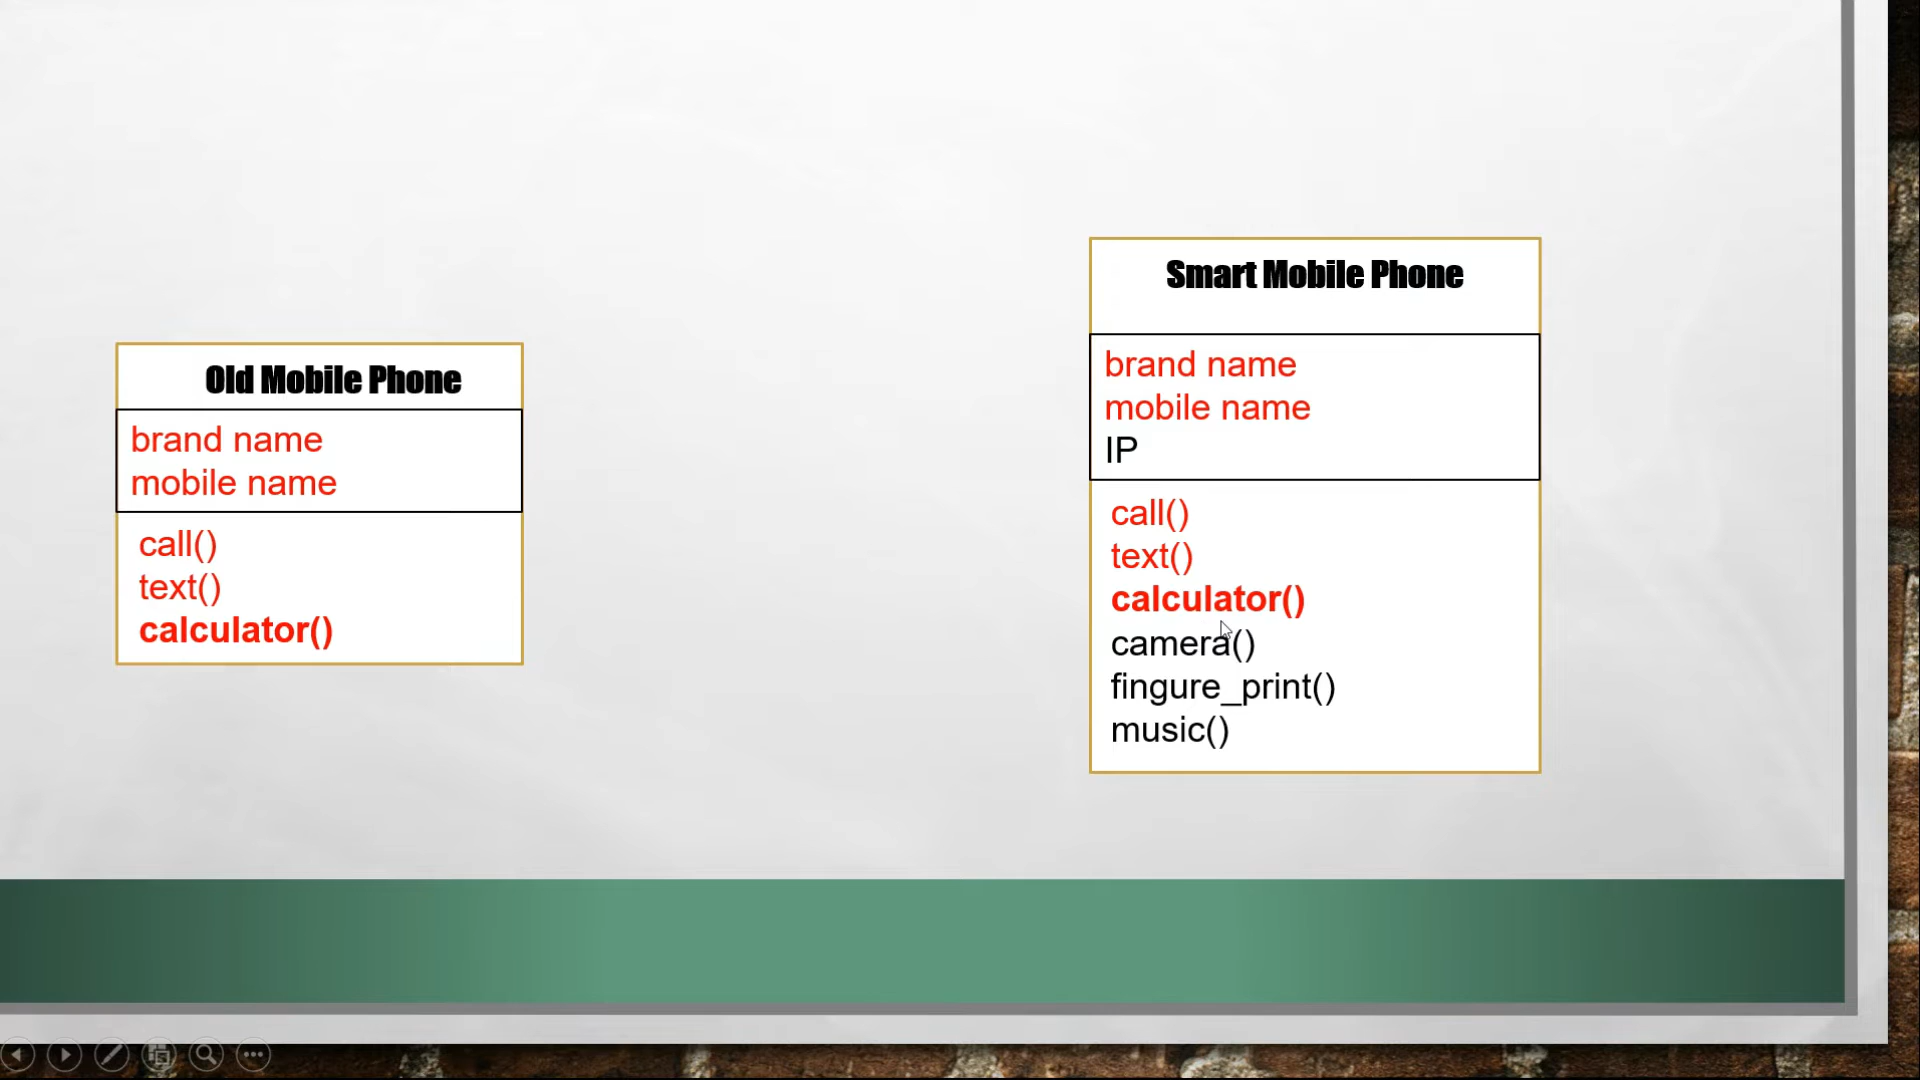 Old Mobile Phone
brand name
mobile name
call()
text()
calculator()
Smart Mobile Phone
brand name
mobile name
IP
call()
text()
calculator()
camera()
fingure_print()
music()